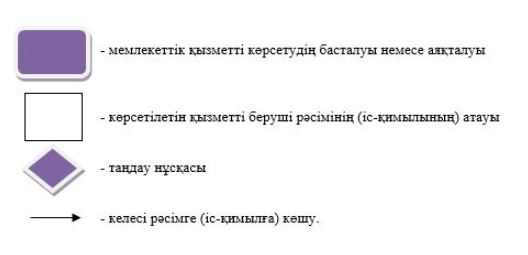 - мемлекеттік қызметті көрсетудің басталуы немесе аяқталуы
- көрсетілетін қызметті беруші рәсімінің (іс-қимылының) атауы
- таңдау нұсқасы
- келесі рәсімге (іс-қимылға) көшу.